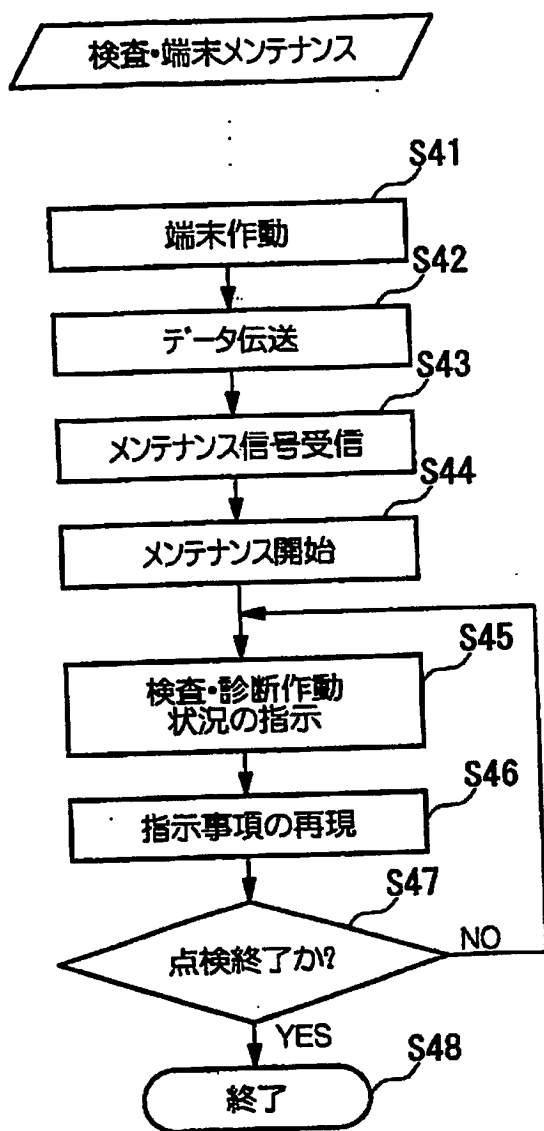 検査・端末メンテナンス
S41
端末作動
S42
データ伝送
S43
メンテナンス信号受信
S44
メンテナンス開始
S45
検査・診断作動
状況の指示
S46
指示事項の再現
S47
点検終了か?
NO
YES
S48
終了